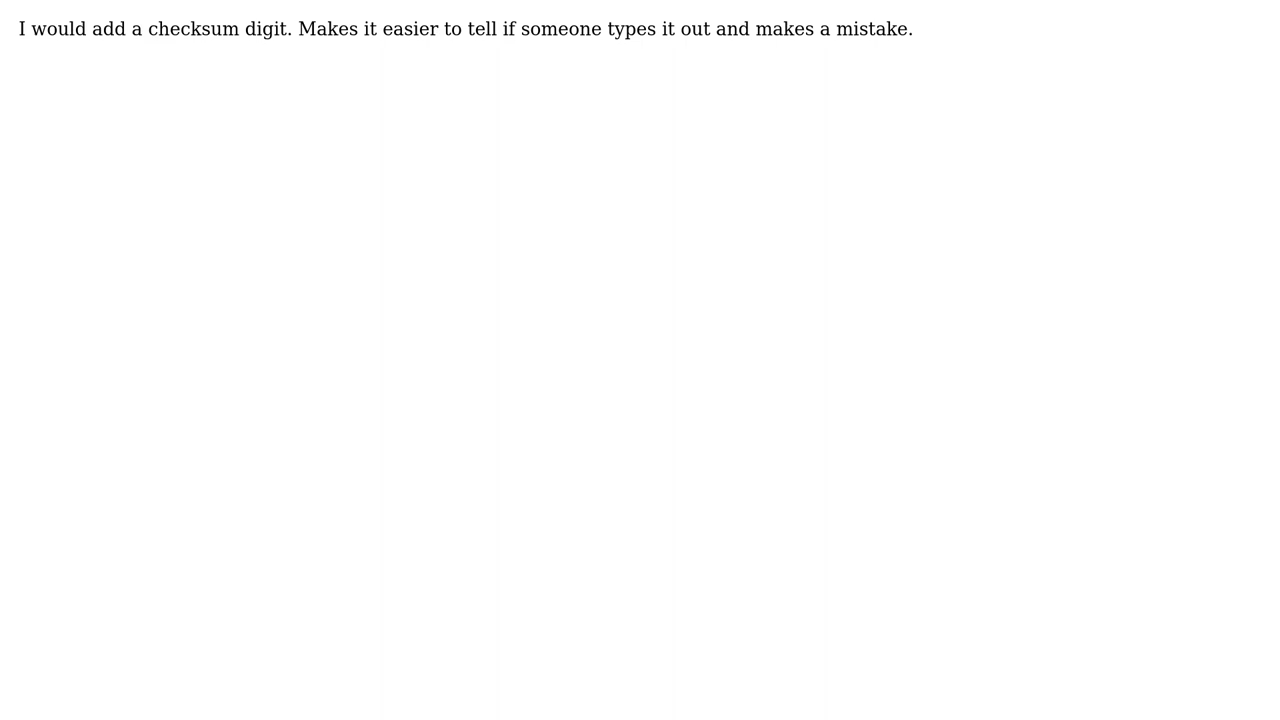 I would add a checksum digit. Makes it easier to tell if someone types it out and makes a mistake.